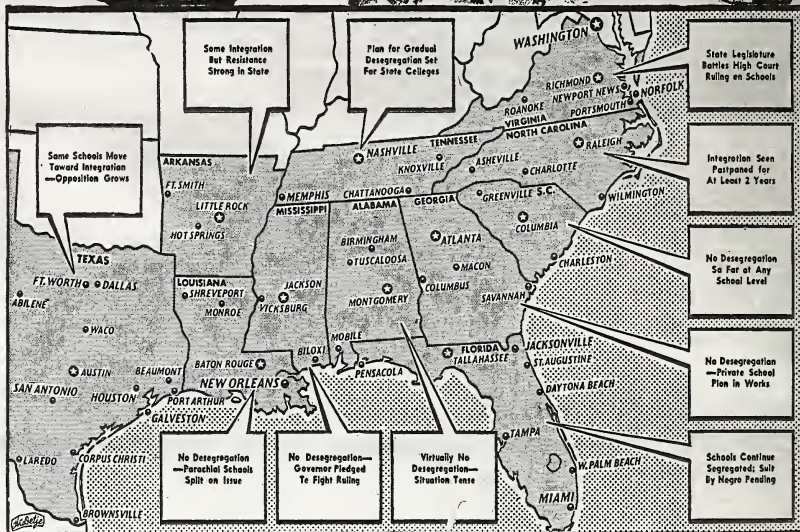 WASHINGTON
Some Integration
But Resistance
Strong in State
Plan for Gradual
Desegregation Set
For State Colleges
State Legislature
Battles High Court
Ruling en Schools
RICHMOND
NEWPORT NEWS
NORFOLK
ROANOKE
PORTSMOUTH
VIRGINIA
TENNESSEE
NORTH CAROLINA
NASHVILLE
RALEIGH
KNOXVILLE
ASHEVILLE
CHARLOTTE
Same Schools Move
Toward Integration
—Opposition Grows
Integration Seen
Pastpaned for
At Least 2 Years
ARKANSAS
FT. SMITH
LITTLE ROCK
HOT SPRINGS
MEMPHIS
CHATTANOOGA
MISSISSIPPI
ALABAMA
GEORGIA
GREENVILLE
S.C.
WILMINGTON
COLUMBIA
BIRMINGHAM
TUSCALOOSA
ATLANTA
MACON
CHARLESTON
No Desegregation
Sa Far at Any
School Level
TEXAS
FT. WORTH
DALLAS
ABILENE
WACO
LOUISIANA
SHREVEPORT
MONROE
JACKSON
VICKSBURG
MONTGOMERY
COLUMBUS
SAVANNAH
AUSTIN
BEAUMONT
SAN ANTONIO
HOUSTON
PORT ARTHUR
GALVESTON
BATON ROUGE
NEW ORLEANS
BILOXI
MOBILE
PENSACOLA
FLORIDA
TALLAHASSEE
JACKSONVILLE
ST. AUGUSTINE
DAYTONA BEACH
No Desegregation
—Private School
Plan in Works
LAREDO
CORPUS CHRISTI
BROWNSVILLE
No Desegregation
—Parochial Schools
Split on Issue
No Desegregation—
Governor Pledged
Te Fight Ruling
Virtually No
Desegregation—
Situation Tense
TAMPA
W. PALM BEACH
MIAMI
Schools Continue
Segregated; Suit
By Negro Pending